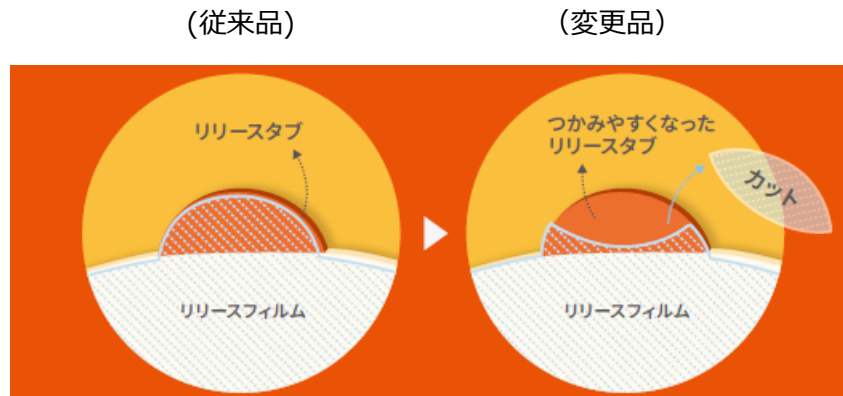 (従来品)
（変更品）
リリースタブ
リリースフィルム
つかみやすくなった
リリースタブ
カット
リリースフィルム